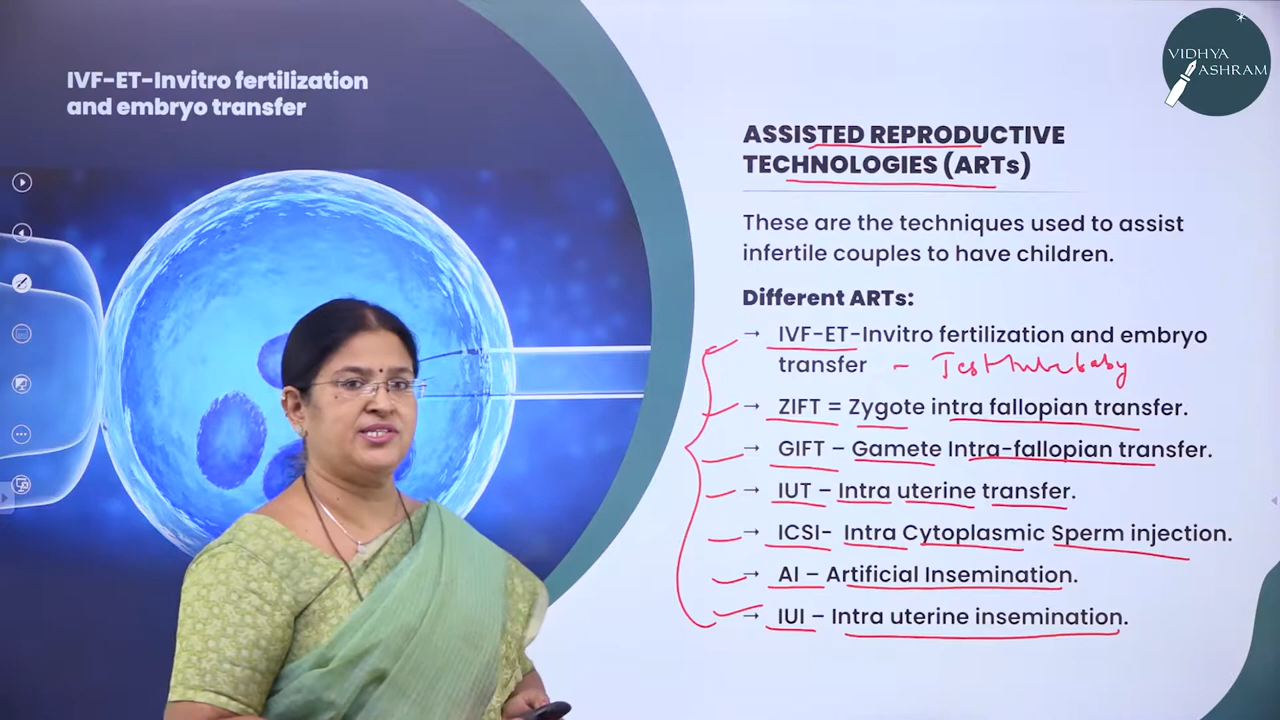 IVF-ET-Invitro fertilization
and embryo transfer
VIDHYA
ASHRAM
ASSISTED REPRODUCTIVE
TECHNOLOGIES (ARTs)
These are the techniques used to assist
infertile couples to have children.
Different ARTs:
→ IVF-ET-Invitro fertilization and embryo
transfer - Test tube baby
→ ZIFT = Zygote intra fallopian transfer.
→ GIFT – Gamete Intra-fallopian transfer.
→ IUT – Intra uterine transfer.
→ ICSI- Intra Cytoplasmic Sperm injection.
→ AI – Artificial Insemination.
→ IUI – Intra uterine insemination.